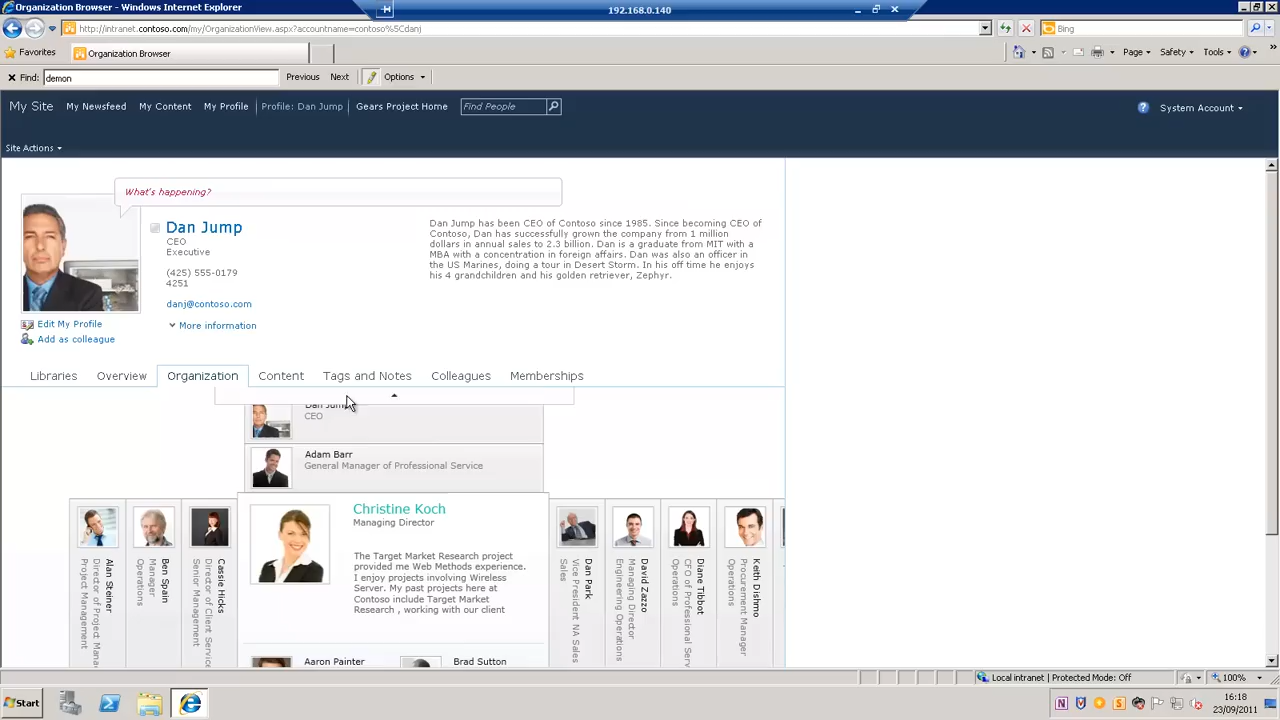 Organization Browser - Windows Internet Explorer
192.168.0.140
http://intranet.contoso.com/my/OrganizationView.aspx?accountname=contoso%5Cdanj
Bing
Favorites
Organization Browser
Page
Safety
Tools
Find:
demon
Previous
Next
Options
My Site
My Newsfeed
My Content
My Profile
Profile: Dan Jump
Gears Project Home
Find People
System Account
Site Actions
What's happening?
Dan Jump
CEO
Executive
(425) 555-0179
4251
danj@contoso.com
More information
Dan Jump has been CEO of Contoso since 1985. Since becoming CEO of
Contoso, Dan has successfully grown the company from 1 million
dollars in annual sales to 2.3 billion. Dan is a graduate from MIT with a
MBA with a concentration in foreign affairs. Dan was also an officer in
the US Marines, doing a tour in Desert Storm. In his off time he enjoys
his 4 grandchildren and his golden retriever, Zephyr.
Edit My Profile
Add as colleague
Libraries
Overview
Organization
Content
Tags and Notes
Colleagues
Memberships
Dan Jump
CEO
Adam Barr
General Manager of Professional Service
Alan Steiner
Director of Project Mana
Project Management
Ben Spain
Manager
Operations
Cassie Hicks
Director of Client Service
Senior Management
Christine Koch
Managing Director
The Target Market Research project
provided me Web Methods experience.
I enjoy projects involving Wireless
Server. My past projects here at
Contoso include Target Market
Research , working with our client
Aaron Painter
Brad Sutton
Dan Park
Vice President NA Sales
Sales
David Zazzo
Managing Director
Engineering Operations
Diane Tibbot
CFO of Professional Serv
Operations
Keith Dishmo
Procurement Manager
Operations
Local intranet | Protected Mode: Off
100%
Start
16:18
23/09/2011